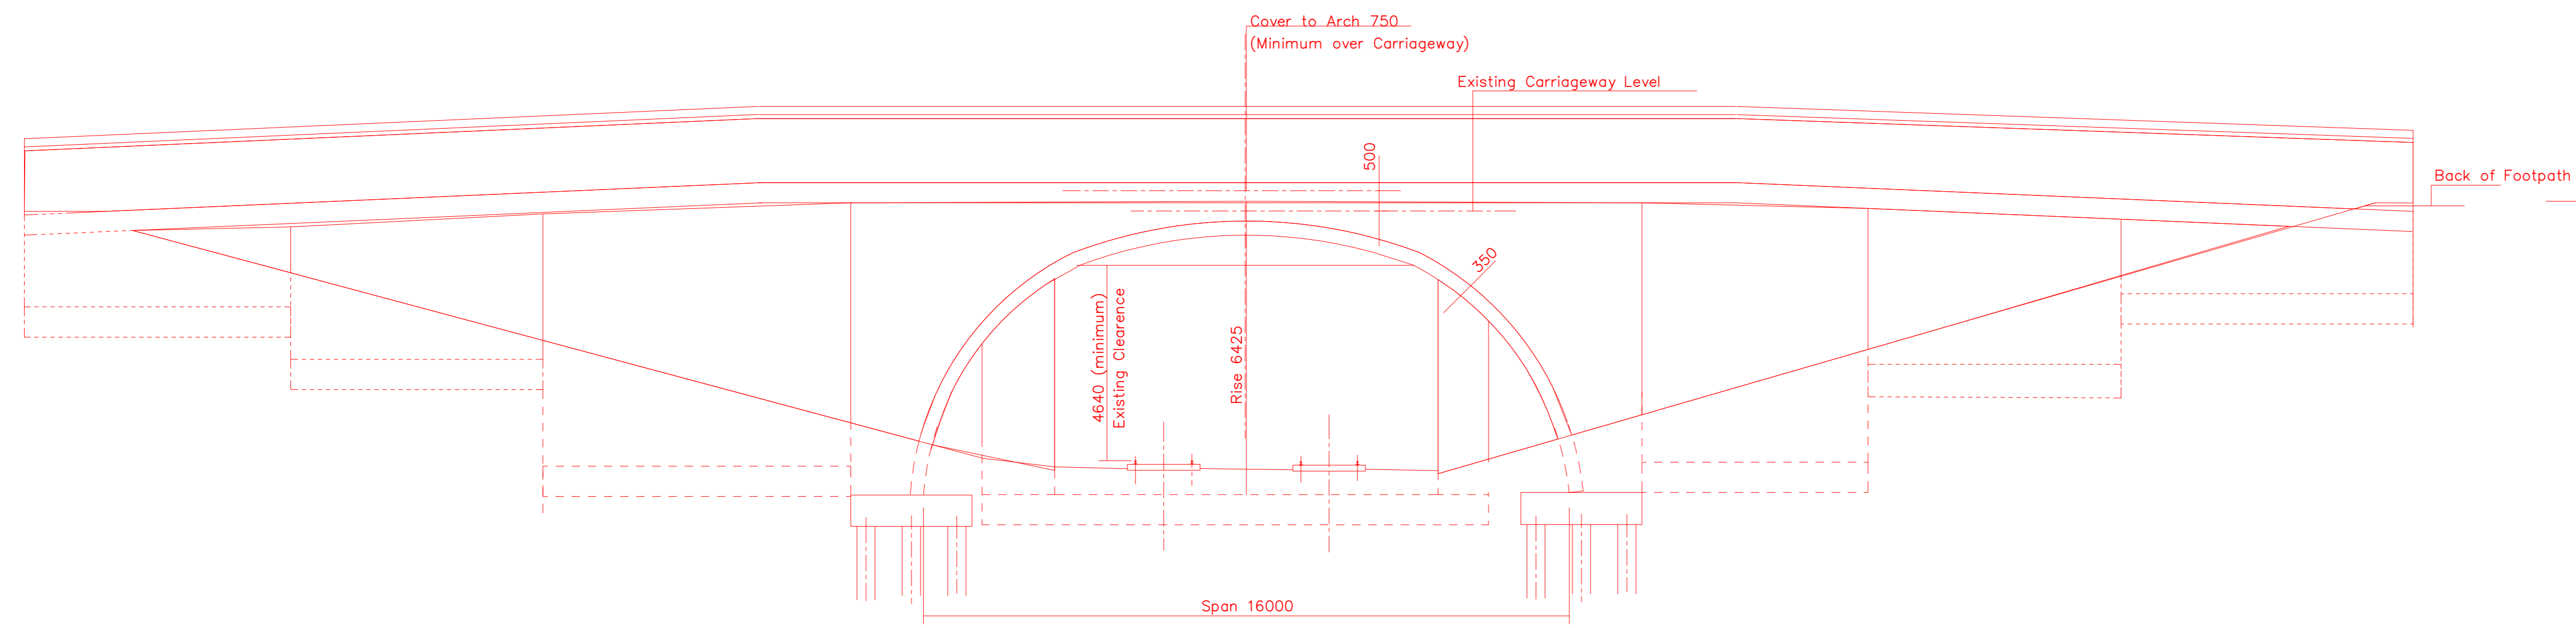 Cover to Arch 750
(Minimum over Carriageway)
Existing Carriageway Level
500
Back of Footpath
350
4640 (minimum)
Existing Clearence
Rise 6425
Span 16000